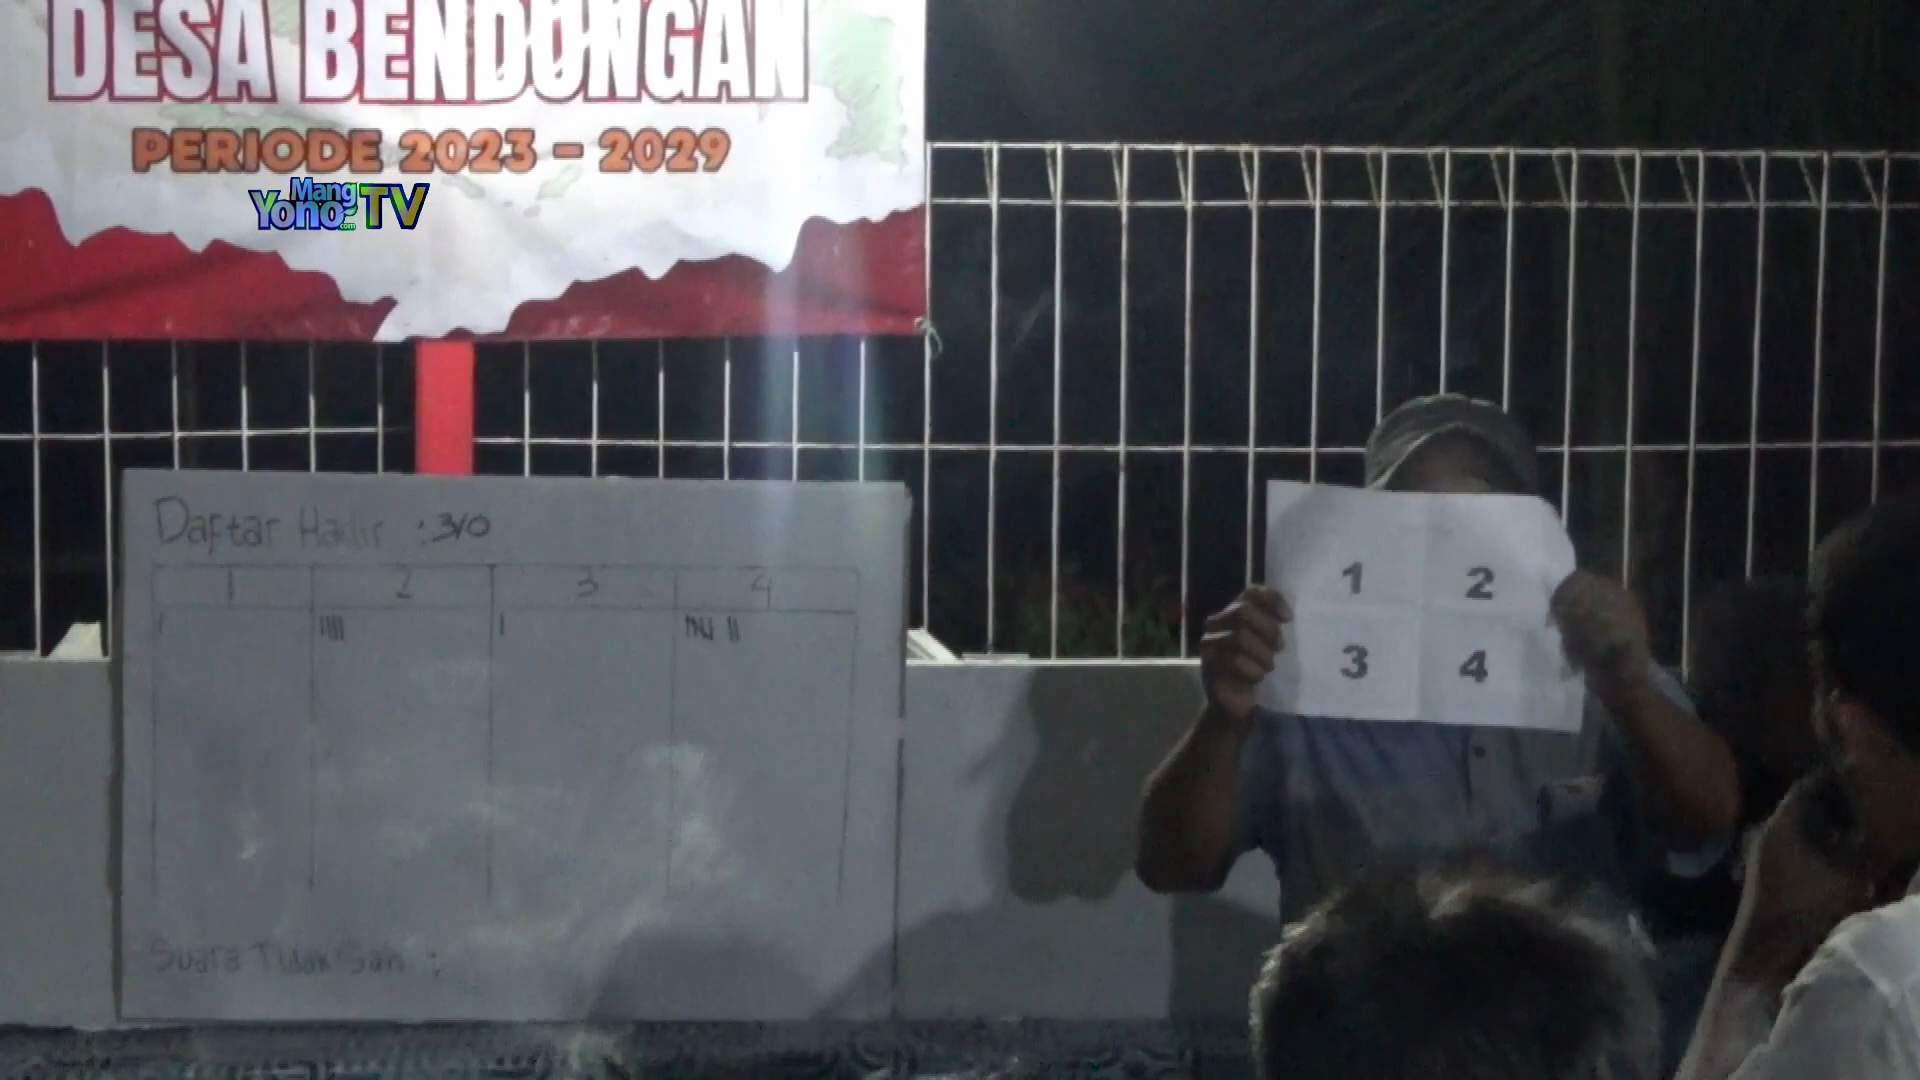 DESA BENDUNGAN
PERIODE 2023 - 2029
Mang
Yono.com TV
Daftar Hadir : 310
1 2 3 4
Suara Tidak Sah :
1 2
3 4